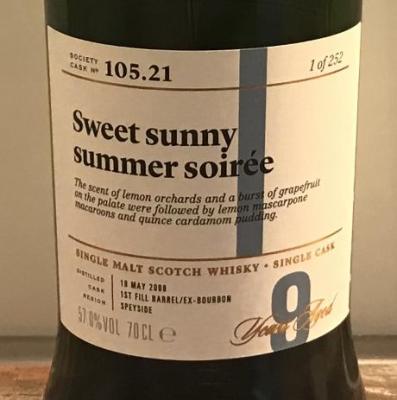 SOCIETY
CASK Nº 105.21
1 of 252
Sweet sunny
summer soirée
The scent of lemon orchards and a burst of grapefruit
on the palate were followed by lemon mascarpone
macaroons and quince cardamom pudding.
SINGLE MALT SCOTCH WHISKY • SINGLE CASK
DISTILLED 18 MAY 2008
CASK 1ST FILL BARREL/EX-BOURBON
REGION SPEYSIDE
57.0%VOL 70CL ℮
9
Years Aged